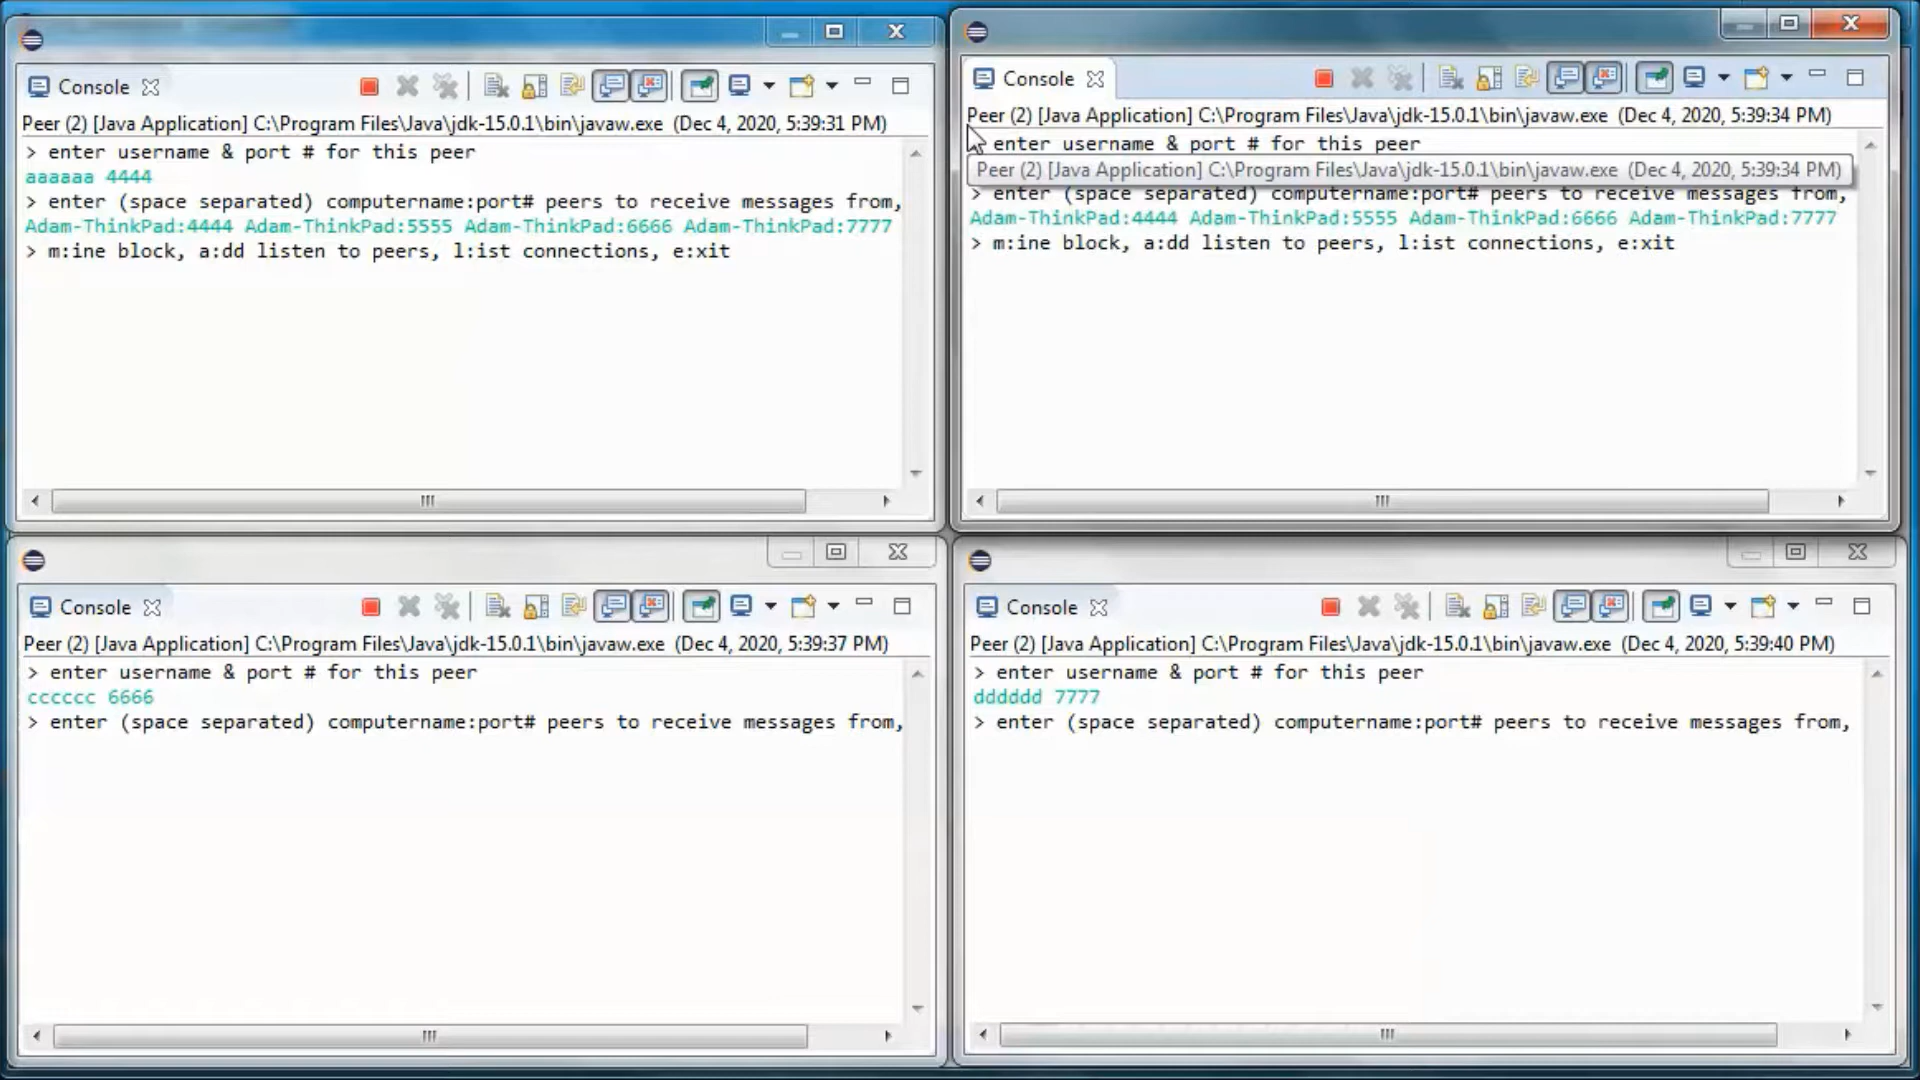 Console
Peer (2) [Java Application] C:\Program Files\Java\jdk-15.0.1\bin\javaw.exe (Dec 4, 2020, 5:39:31 PM)
> enter username & port # for this peer
aaaaaa 4444
> enter (space separated) computername:port# peers to receive messages from,
Adam-ThinkPad:4444 Adam-ThinkPad:5555 Adam-ThinkPad:6666 Adam-ThinkPad:7777
> m:ine block, a:dd listen to peers, l:ist connections, e:xit
Console
Peer (2) [Java Application] C:\Program Files\Java\jdk-15.0.1\bin\javaw.exe (Dec 4, 2020, 5:39:34 PM)
enter username & port # for this peer
Peer (2) [Java Application] C:\Program Files\Java\jdk-15.0.1\bin\javaw.exe (Dec 4, 2020, 5:39:34 PM)
> enter (space separated) computername:port# peers to receive messages from,
Adam-ThinkPad:4444 Adam-ThinkPad:5555 Adam-ThinkPad:6666 Adam-ThinkPad:7777
> m:ine block, a:dd listen to peers, l:ist connections, e:xit
Console
Peer (2) [Java Application] C:\Program Files\Java\jdk-15.0.1\bin\javaw.exe (Dec 4, 2020, 5:39:37 PM)
> enter username & port # for this peer
cccccc 6666
> enter (space separated) computername:port# peers to receive messages from,
Console
Peer (2) [Java Application] C:\Program Files\Java\jdk-15.0.1\bin\javaw.exe (Dec 4, 2020, 5:39:40 PM)
> enter username & port # for this peer
dddddd 7777
> enter (space separated) computername:port# peers to receive messages from,